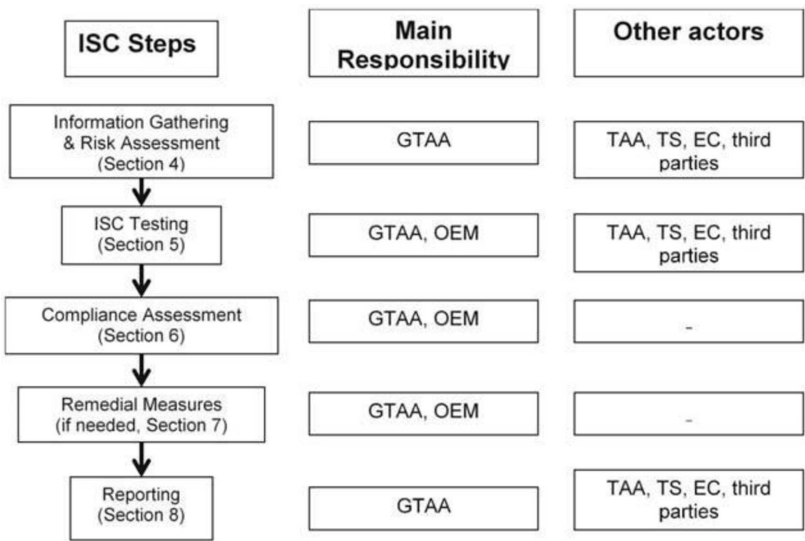 ISC Steps
Main
Responsibility
Other actors
Information Gathering
& Risk Assessment
(Section 4)
GTAA
TAA, TS, EC, third
parties
ISC Testing
(Section 5)
GTAA, OEM
TAA, TS, EC, third
parties
Compliance Assessment
(Section 6)
GTAA, OEM
-
Remedial Measures
(if needed, Section 7)
GTAA, OEM
-
Reporting
(Section 8)
GTAA
TAA, TS, EC, third
parties